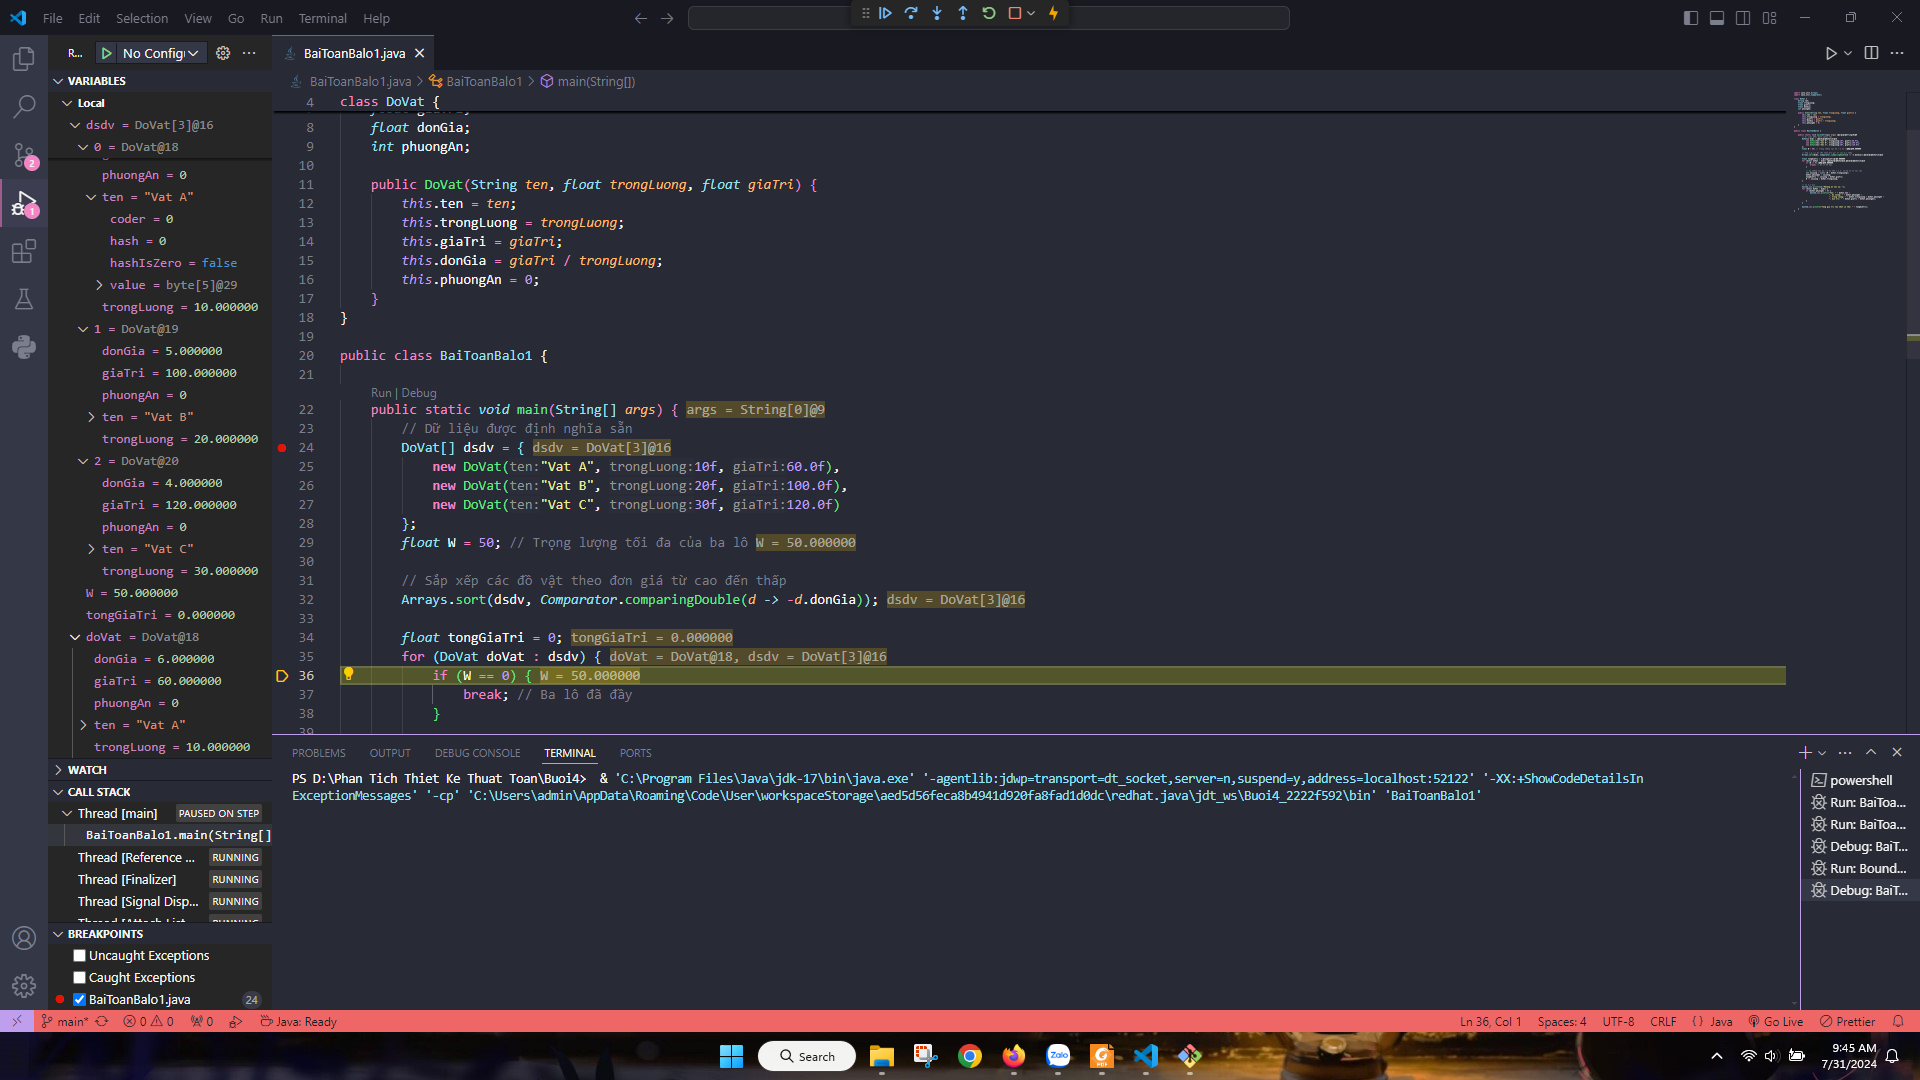 File Edit Selection View Go Run Terminal Help
R... No Config
BaiToanBalo1.java
BaiToanBalo1.java > BaiToanBalo1 > main(String[])
VARIABLES
Local
dsdv = DoVat[3]@16
0 = DoVat@18
phuongAn = 0
ten = "Vat A"
coder = 0
hash = 0
hashIsZero = false
value = byte[5]@29
trongLuong = 10.000000
1 = DoVat@19
donGia = 5.000000
giaTri = 100.000000
phuongAn = 0
ten = "Vat B"
trongLuong = 20.000000
2 = DoVat@20
donGia = 4.000000
giaTri = 120.000000
phuongAn = 0
ten = "Vat C"
trongLuong = 30.000000
W = 50.000000
tongGiaTri = 0.000000
doVat = DoVat@18
donGia = 6.000000
giaTri = 60.000000
phuongAn = 0
ten = "Vat A"
trongLuong = 10.000000
WATCH
CALL STACK
Thread [main] PAUSED ON STEP
BaiToanBalo1.main(String[]
Thread [Reference ... RUNNING
Thread [Finalizer] RUNNING
Thread [Signal Disp... RUNNING
BREAKPOINTS
Uncaught Exceptions
Caught Exceptions
BaiToanBalo1.java 24
2
1
4 class DoVat {
8 float donGia;
9 int phuongAn;
10
11 public DoVat(String ten, float trongLuong, float giaTri) {
12 this.ten = ten;
13 this.trongLuong = trongLuong;
14 this.giaTri = giaTri;
15 this.donGia = giaTri / trongLuong;
16 this.phuongAn = 0;
17 }
18 }
19
20 public class BaiToanBalo1 {
21
Run | Debug
22 public static void main(String[] args) { args = String[0]@9
23 // Dữ liệu được định nghĩa sẵn
24 DoVat[] dsdv = { dsdv = DoVat[3]@16
25 new DoVat(ten:"Vat A", trongLuong:10f, giaTri:60.0f),
26 new DoVat(ten:"Vat B", trongLuong:20f, giaTri:100.0f),
27 new DoVat(ten:"Vat C", trongLuong:30f, giaTri:120.0f)
28 };
29 float W = 50; // Trọng lượng tối đa của ba lô W = 50.000000
30
31 // Sắp xếp các đồ vật theo đơn giá từ cao đến thấp
32 Arrays.sort(dsdv, Comparator.comparingDouble(d -> -d.donGia)); dsdv = DoVat[3]@16
33
34 float tongGiaTri = 0; tongGiaTri = 0.000000
35 for (DoVat doVat : dsdv) { doVat = DoVat@18, dsdv = DoVat[3]@16
36 if (W == 0) { W = 50.000000
37 break; // Ba lô đã đầy
38 }
PROBLEMS OUTPUT DEBUG CONSOLE TERMINAL PORTS
PS D:\Phan Tich Thiet Ke Thuat Toan\Buoi4> & 'C:\Program Files\Java\jdk-17\bin\java.exe' '-agentlib:jdwp=transport=dt_socket,server=n,suspend=y,address=localhost:52122' '-XX:+ShowCodeDetailsIn
ExceptionMessages' '-cp' 'C:\Users\admin\AppData\Roaming\Code\User\workspaceStorage\aed5d56feca8b4941d920fa8fad1d0dc\redhat.java\jdt_ws\Buoi4_2222f592\bin' 'BaiToanBalo1'
powershell
Run: BaiToa...
Run: BaiToa...
Debug: BaiT...
Run: Bound...
Debug: BaiT...
main* 0 0 0 Java: Ready
Ln 36, Col 1 Spaces: 4 UTF-8 CRLF { } Java Go Live Prettier
Search
Zalo
9:45 AM
7/31/2024